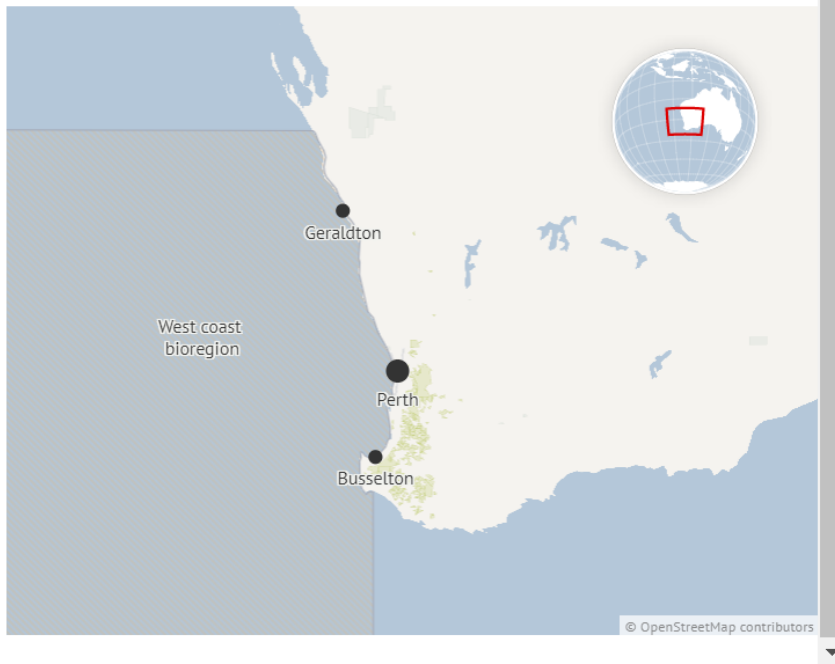 Geraldton
West coast
bioregion
Perth
Busselton
© OpenStreetMap contributors